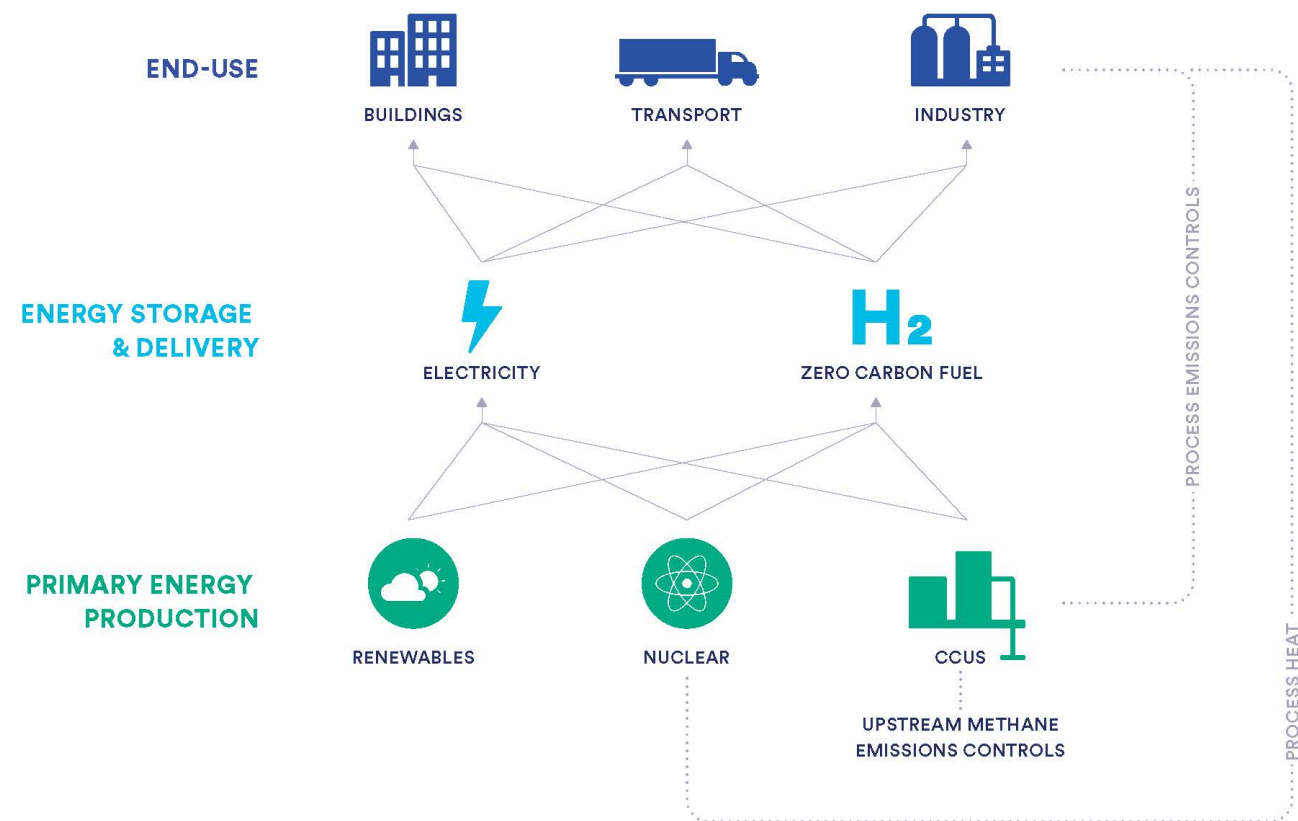 END-USE
BUILDINGS
TRANSPORT
INDUSTRY
PROCESS EMISSIONS CONTROLS
ENERGY STORAGE
& DELIVERY
H2
ELECTRICITY
ZERO CARBON FUEL
PRIMARY ENERGY
PRODUCTION
RENEWABLES
NUCLEAR
CCUS
UPSTREAM METHANE
EMISSIONS CONTROLS
PROCESS HEAT